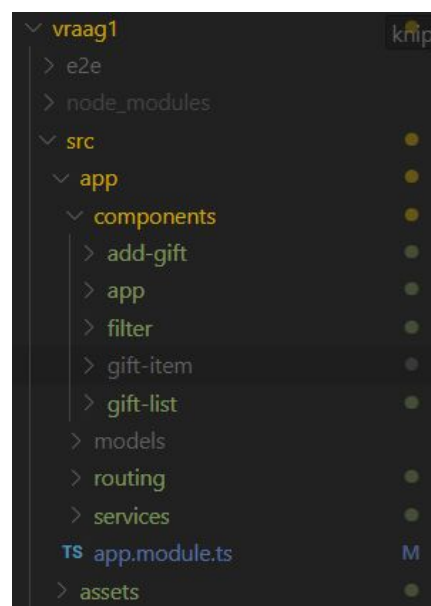 vraag1
knip
e2e
node_modules
src
app
components
add-gift
app
filter
gift-item
gift-list
models
routing
services
TS app.module.ts M
assets